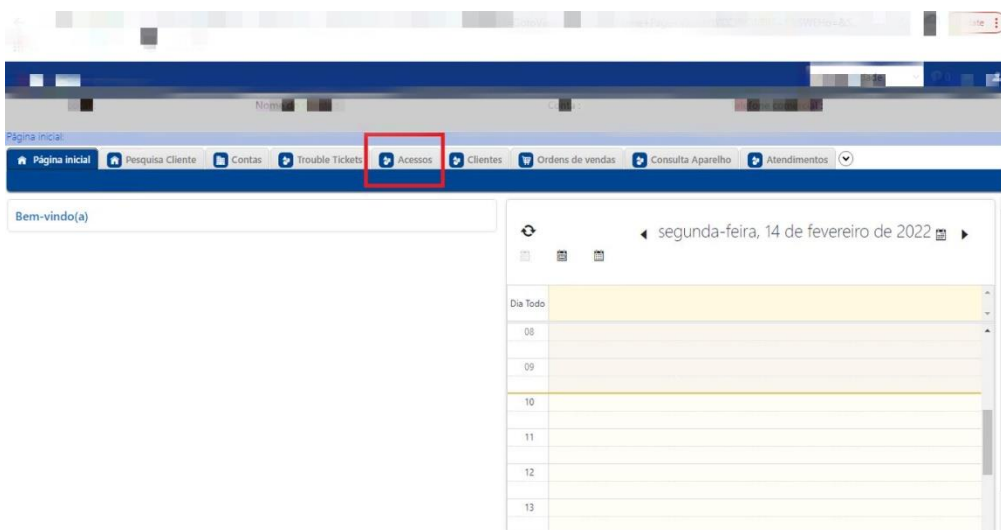 Página inicial:
Página inicial Pesquisa Cliente Contas Trouble Tickets Acessos Clientes Ordens de vendas Consulta Aparelho Atendimentos
Bem-vindo(a)
segunda-feira, 14 de fevereiro de 2022
Dia Todo
08
09
10
11
12
13